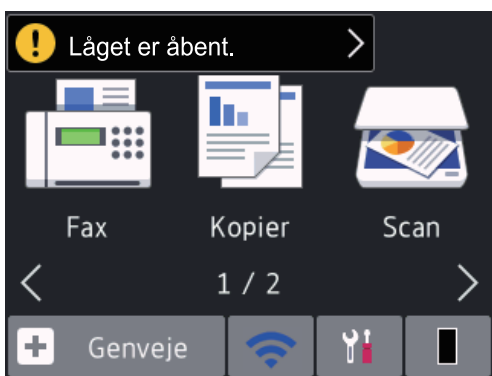 Låget er åbent.
Fax
Kopier
Scan
1 / 2
Genveje